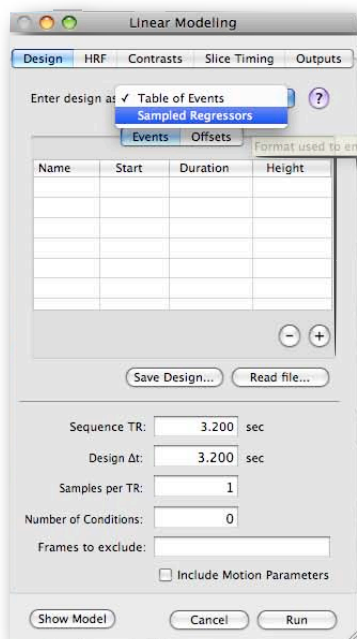 Linear Modeling
Design HRF Contrasts Slice Timing Outputs
Enter design as ✓ Table of Events
Sampled Regressors
?
Events Offsets
Format used to en
Name Start Duration Height
− +
Save Design... Read file...
Sequence TR: 3.200 sec
Design Δt: 3.200 sec
Samples per TR: 1
Number of Conditions: 0
Frames to exclude:
Include Motion Parameters
Show Model Cancel Run